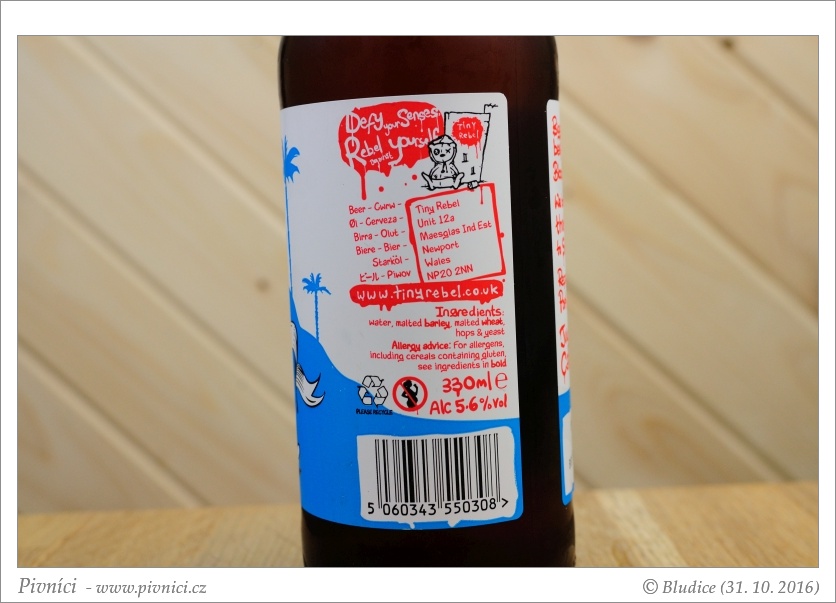 Defy your Senses,
Rebel Against Yourself
Tiny
Rebel
Beer - Cwrw -
Øl - Cerveza -
Birra - Olut -
Biere - Bier -
Starköl -
ビール - Piwov
Tiny Rebel
Unit 12a
Maesglas Ind Est
Newport
Wales
NP20 2NN
www.tinyrebel.co.uk
Ingredients:
water, malted barley, malted wheat,
hops & yeast
Allergy advice: For allergens,
including cereals containing gluten,
see ingredients in bold
PLEASE RECYCLE
330ml e
Alc 5.6%vol
5 060343 550308 >
Pivníci - www.pivnici.cz
© Bludice (31. 10. 2016)